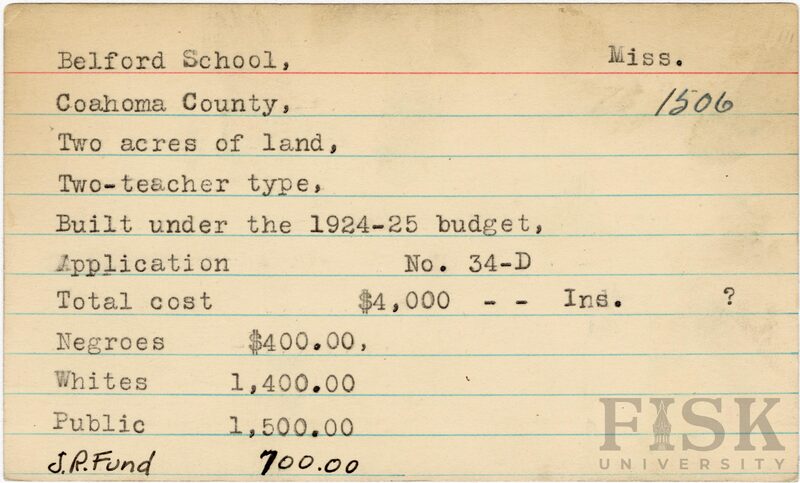 Belford School, Miss.
Coahoma County, 1506
Two acres of land,
Two-teacher type,
Built under the 1924-25 budget,
Application No. 34-D
Total cost $4,000 - - Ins. ?
Negroes $400.00,
Whites 1,400.00
Public 1,500.00
J.R. Fund 700.00
FISK
UNIVERSITY